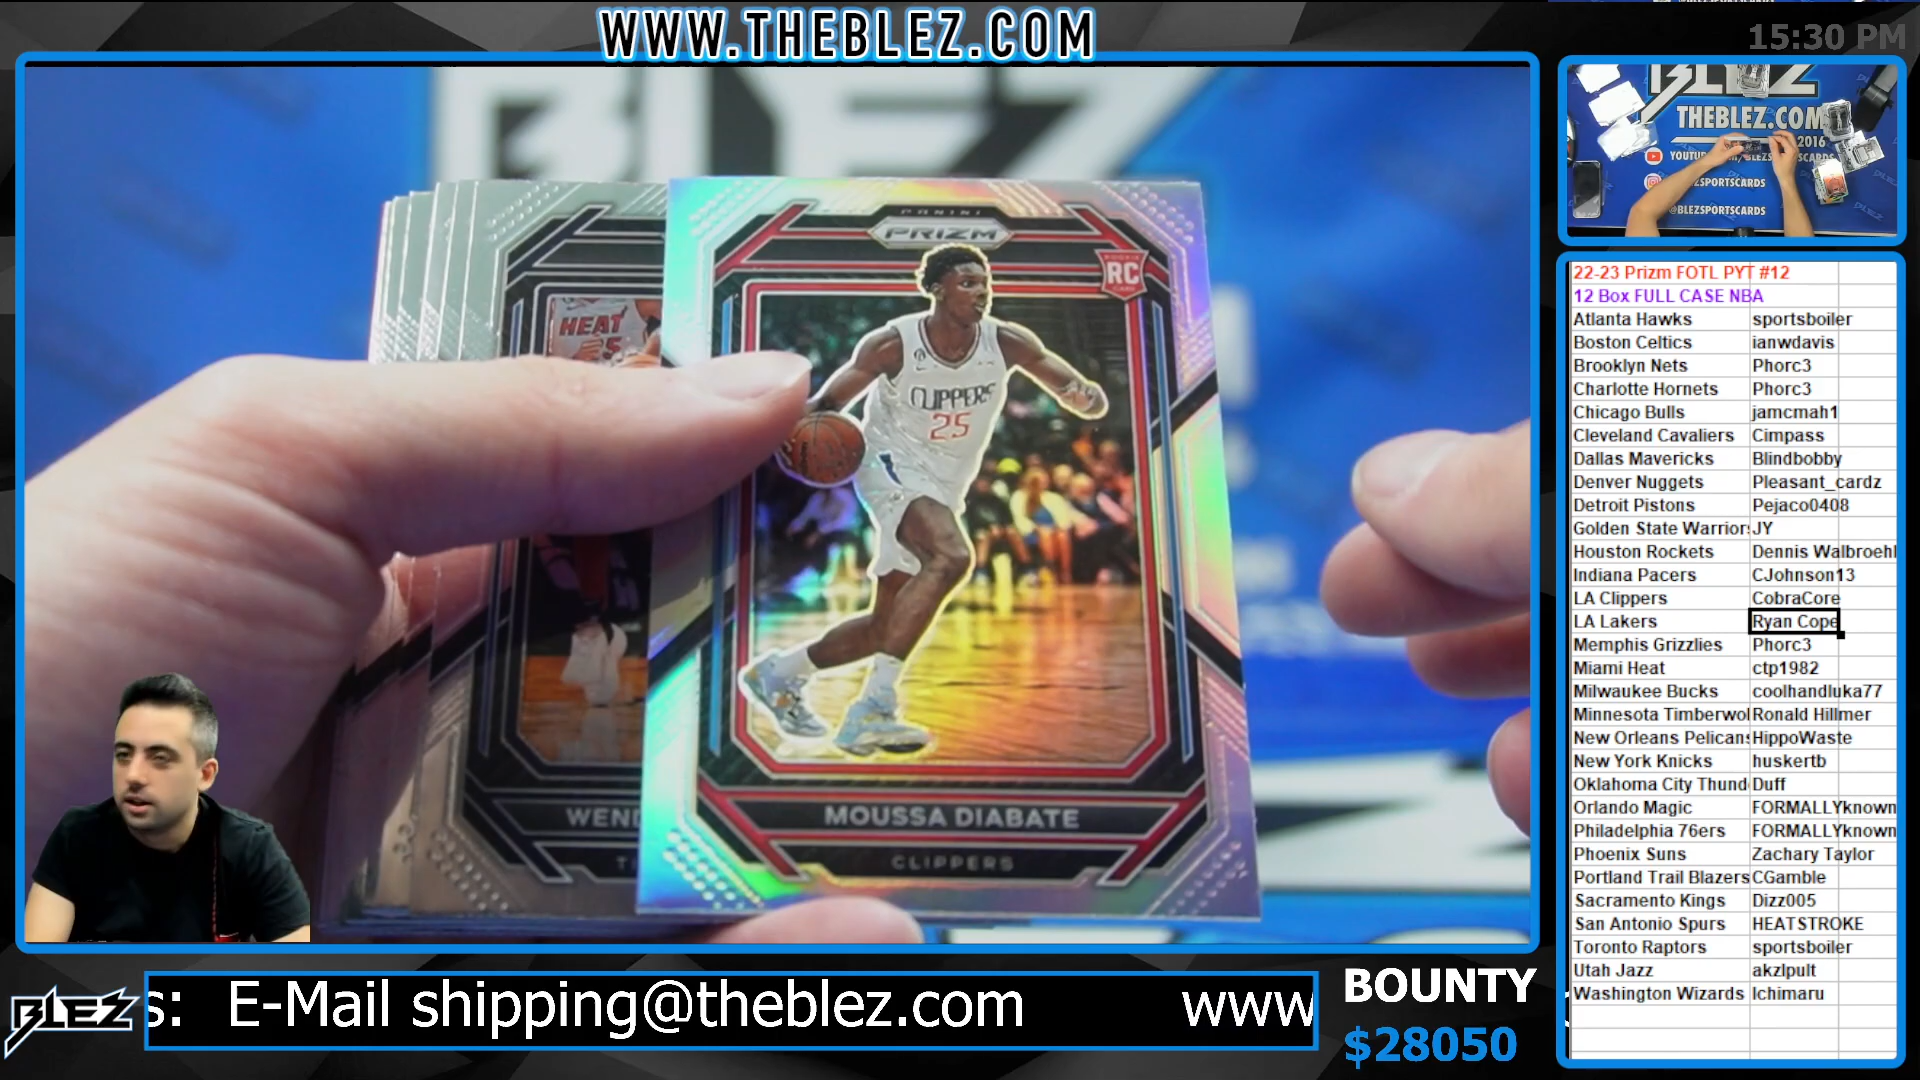 WWW.THEBLEZ.COM
15:30 PM
BLEZ
PANINI
PRIZM
ROOKIE
RC
CARD
HEAT
5
CLIPPERS
25
WEND
MOUSSA DIABATE
CLIPPERS
BLEZ
THEBLEZ.COM
2016
@BLEZSPORTSCARDS
22-23 Prizm FOTL PYT #12
12 Box FULL CASE NBA
Atlanta Hawks sportsboiler
Boston Celtics ianwdavis
Brooklyn Nets Phorc3
Charlotte Hornets Phorc3
Chicago Bulls jamcmah1
Cleveland Cavaliers Cimpass
Dallas Mavericks Blindbobby
Denver Nuggets Pleasant_cardz
Detroit Pistons Pejaco0408
Golden State Warrior JY
Houston Rockets Dennis Walbroehl
Indiana Pacers CJohnson13
LA Clippers CobraCore
LA Lakers Ryan Cope
Memphis Grizzlies Phorc3
Miami Heat ctp1982
Milwaukee Bucks coolhandluka77
Minnesota Timberwol Ronald Hillmer
New Orleans Pelicans HippoWaste
New York Knicks huskertb
Oklahoma City Thund Duff
Orlando Magic FORMALLYknown
Philadelphia 76ers FORMALLYknown
Phoenix Suns Zachary Taylor
Portland Trail Blazers CGamble
Sacramento Kings Dizz005
San Antonio Spurs HEATSTROKE
Toronto Raptors sportsboiler
Utah Jazz akzlpult
Washington Wizards Ichimaru
BLEZ
s: E-Mail shipping@theblez.com www
BOUNTY
$28050